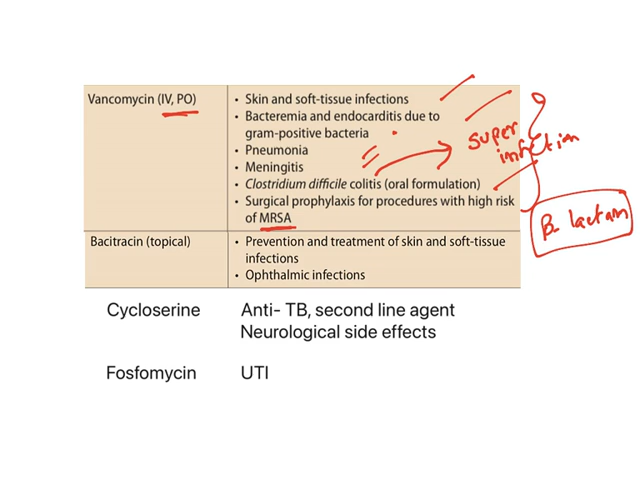 Vancomycin (IV, PO)
• Skin and soft-tissue infections
• Bacteremia and endocarditis due to
gram-positive bacteria
• Pneumonia
• Meningitis
• Clostridium difficile colitis (oral formulation)
• Surgical prophylaxis for procedures with high risk
of MRSA
super
infection
β- lactam
Bacitracin (topical)
• Prevention and treatment of skin and soft-tissue
infections
• Ophthalmic infections
Cycloserine
Anti- TB, second line agent
Neurological side effects
Fosfomycin
UTI